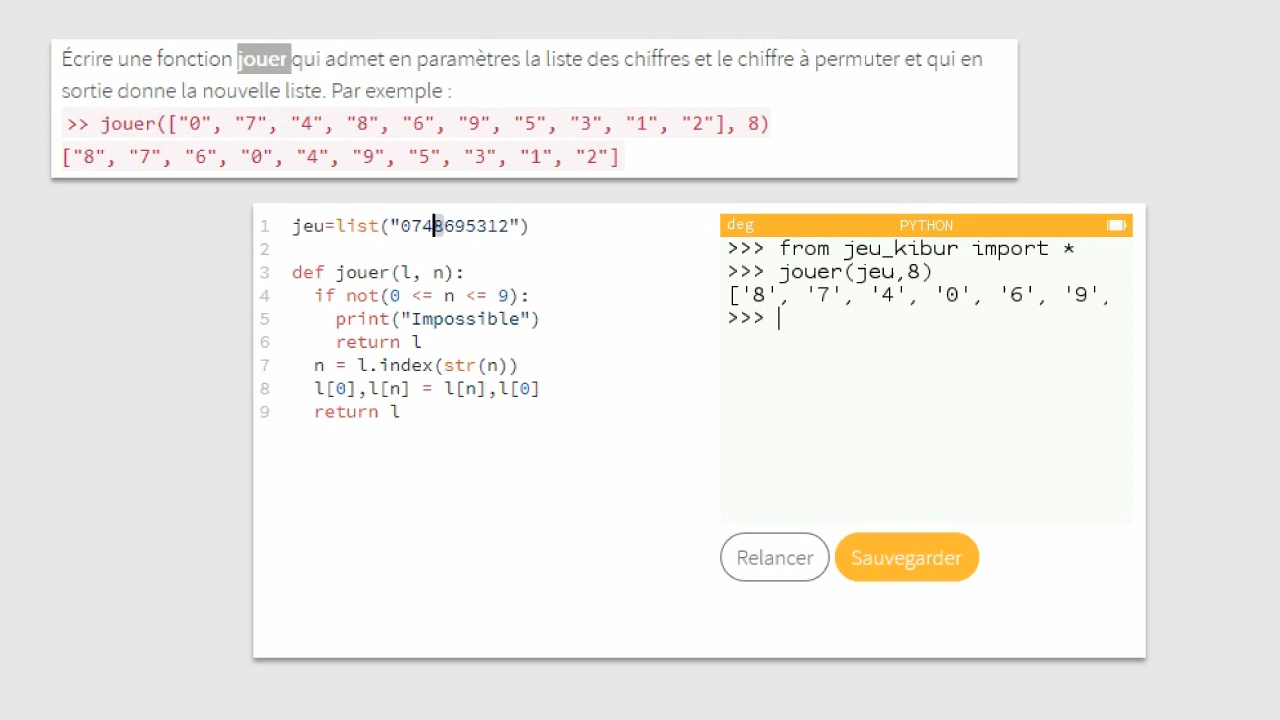 Écrire une fonction jouer qui admet en paramètres la liste des chiffres et le chiffre à permuter et qui en
sortie donne la nouvelle liste. Par exemple :
>> jouer(["0", "7", "4", "8", "6", "9", "5", "3", "1", "2"], 8)
["8", "7", "6", "0", "4", "9", "5", "3", "1", "2"]
1 jeu=list("0748695312")
2
3 def jouer(l, n):
4 if not(0 <= n <= 9):
5 print("Impossible")
6 return l
7 n = l.index(str(n))
8 l[0],l[n] = l[n],l[0]
9 return l
deg PYTHON
>>> from jeu_kibur import *
>>> jouer(jeu,8)
['8', '7', '4', '0', '6', '9',
>>>
Relancer Sauvegarder